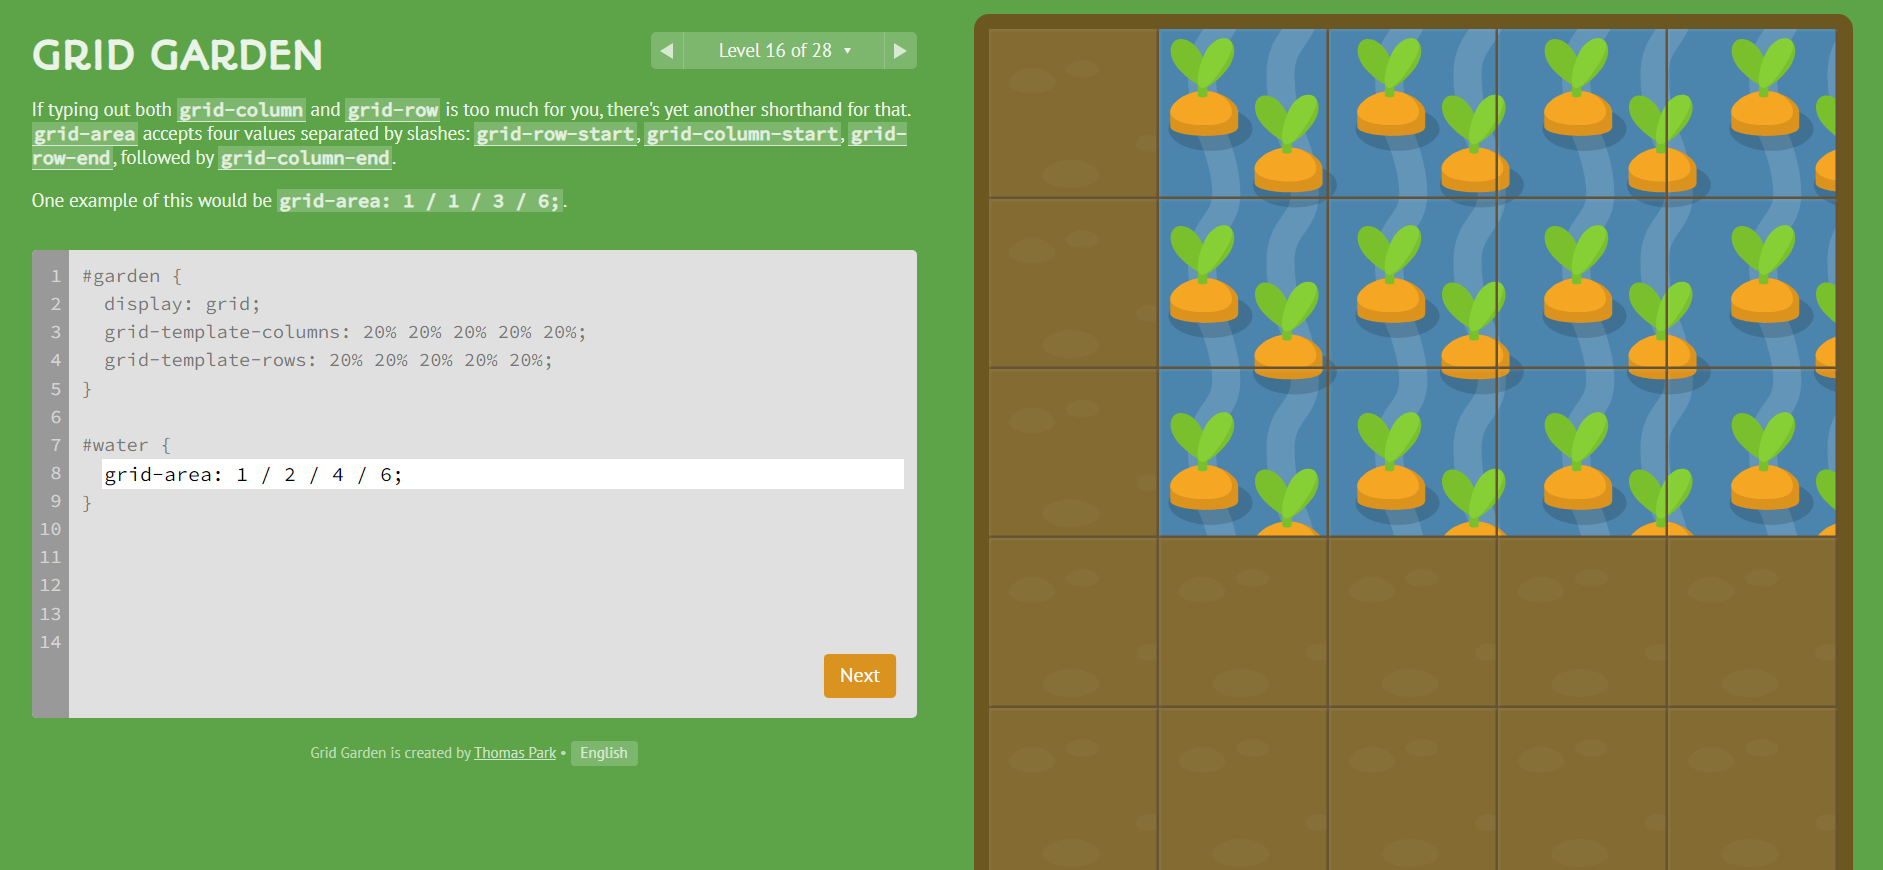 GRID GARDEN
◀ Level 16 of 28 ▾ ▶
If typing out both grid-column and grid-row is too much for you, there's yet another shorthand for that.
grid-area accepts four values separated by slashes: grid-row-start, grid-column-start, grid-
row-end, followed by grid-column-end.
One example of this would be grid-area: 1 / 1 / 3 / 6;.
1 #garden {
2 display: grid;
3 grid-template-columns: 20% 20% 20% 20% 20%;
4 grid-template-rows: 20% 20% 20% 20% 20%;
5 }
6
7 #water {
8 grid-area: 1 / 2 / 4 / 6;
9 }
10
11
12
13
14
Next
Grid Garden is created by Thomas Park • English